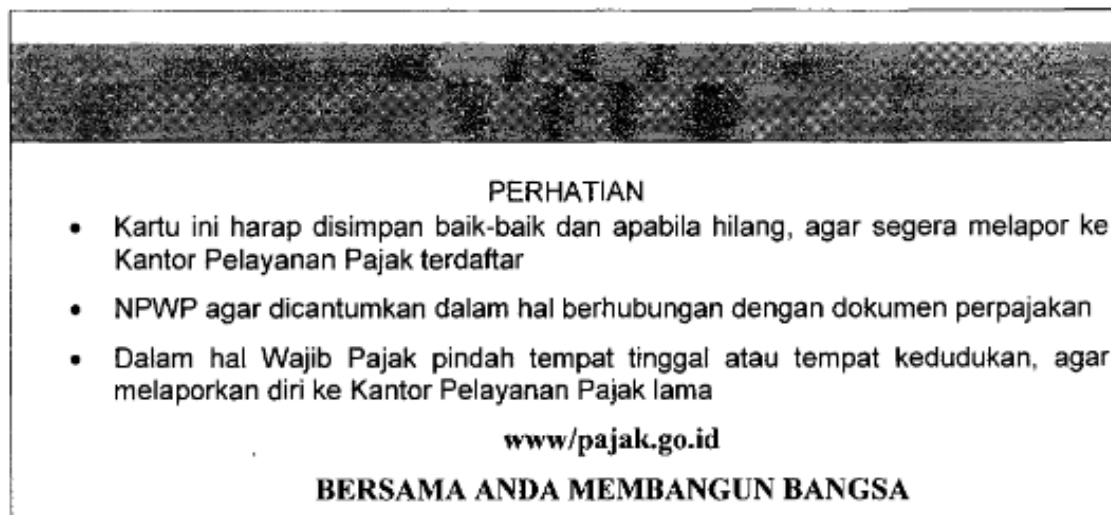 PERHATIAN
• Kartu ini harap disimpan baik-baik dan apabila hilang, agar segera melapor ke
Kantor Pelayanan Pajak terdaftar
• NPWP agar dicantumkan dalam hal berhubungan dengan dokumen perpajakan
• Dalam hal Wajib Pajak pindah tempat tinggal atau tempat kedudukan, agar
melaporkan diri ke Kantor Pelayanan Pajak lama
www/pajak.go.id
BERSAMA ANDA MEMBANGUN BANGSA